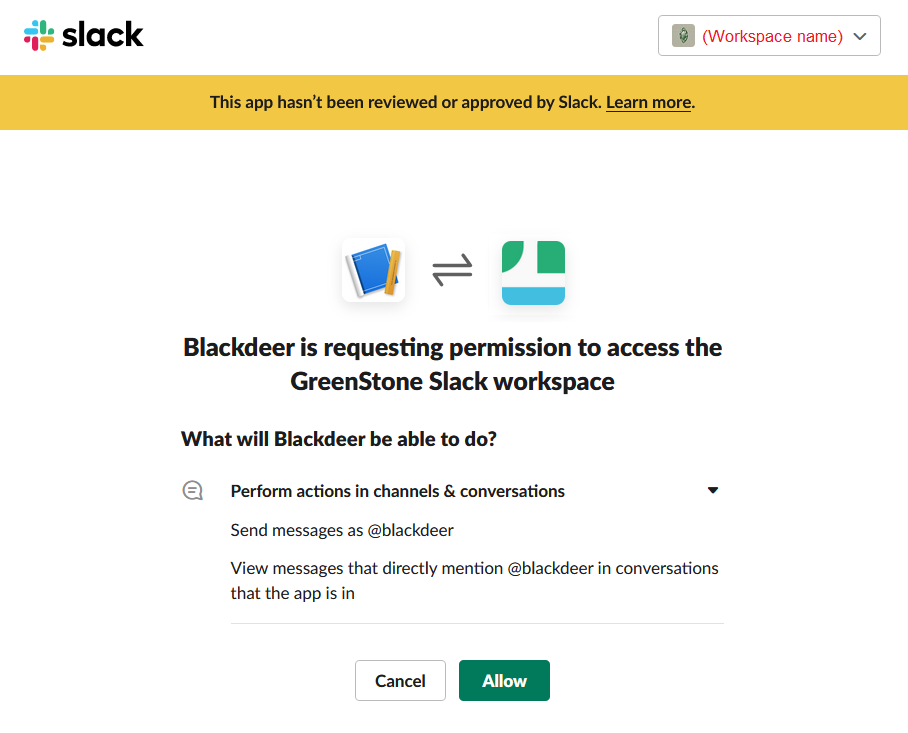 slack
(Workspace name)
This app hasn’t been reviewed or approved by Slack. Learn more.
Blackdeer is requesting permission to access the
GreenStone Slack workspace
What will Blackdeer be able to do?
Perform actions in channels & conversations
Send messages as @blackdeer
View messages that directly mention @blackdeer in conversations
that the app is in
Cancel
Allow